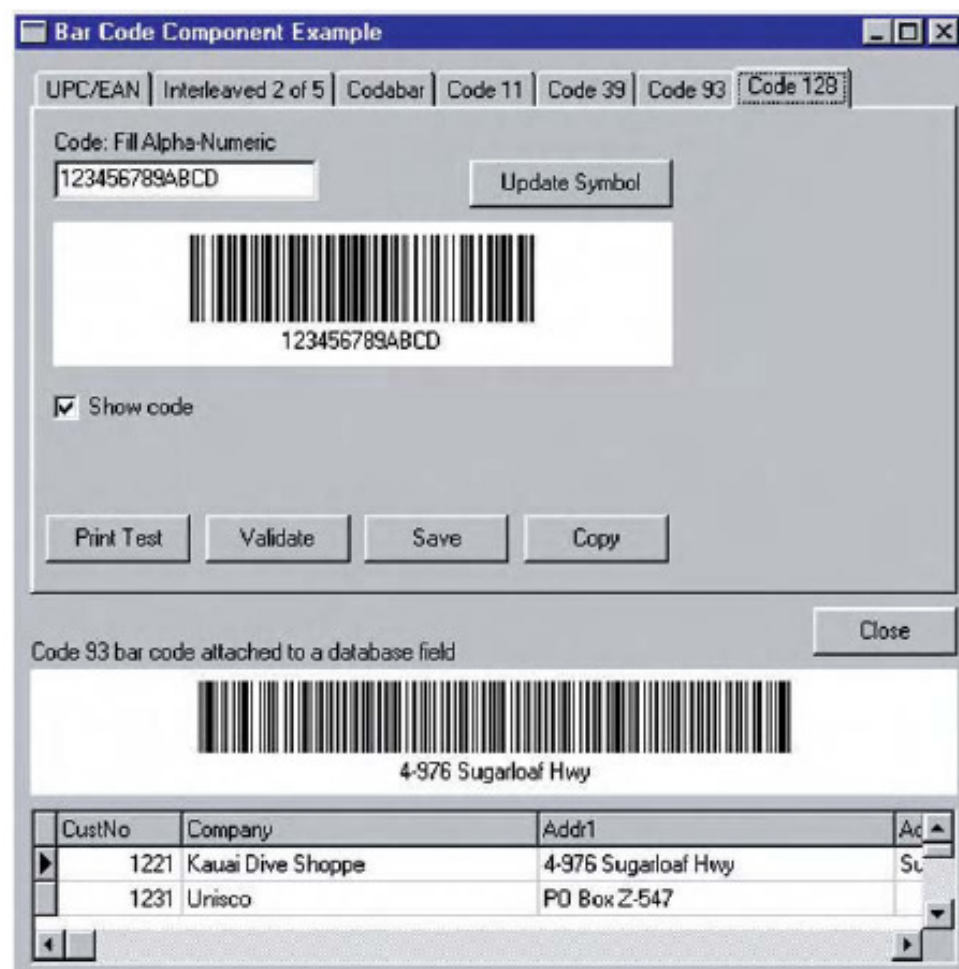 Bar Code Component Example
UPC/EAN Interleaved 2 of 5 Codabar Code 11 Code 39 Code 93 Code 128
Code: Fill Alpha-Numeric
123456789ABCD
Update Symbol
123456789ABCD
Show code
Print Test Validate Save Copy
Close
Code 93 bar code attached to a database field
4-976 Sugarloaf Hwy
CustNo Company Addr1 Ac
1221 Kauai Dive Shoppe 4-976 Sugarloaf Hwy Su
1231 Unisco PO Box Z-547